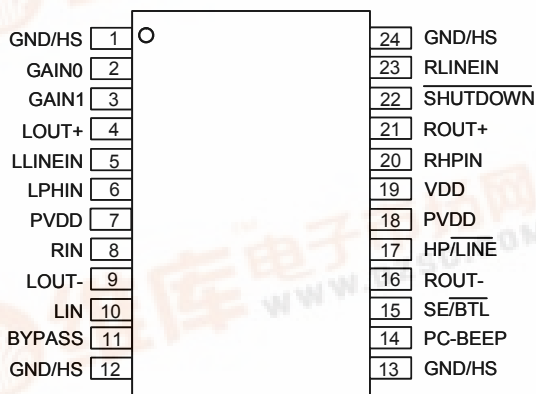 GND/HS 1 24 GND/HS
GAIN0 2 23 RLINEIN
GAIN1 3 22 SHUTDOWN
LOUT+ 4 21 ROUT+
LLINEIN 5 20 RHPIN
LPHIN 6 19 VDD
PVDD 7 18 PVDD
RIN 8 17 HP/LINE
LOUT- 9 16 ROUT-
LIN 10 15 SE/BTL
BYPASS 11 14 PC-BEEP
GND/HS 12 13 GND/HS